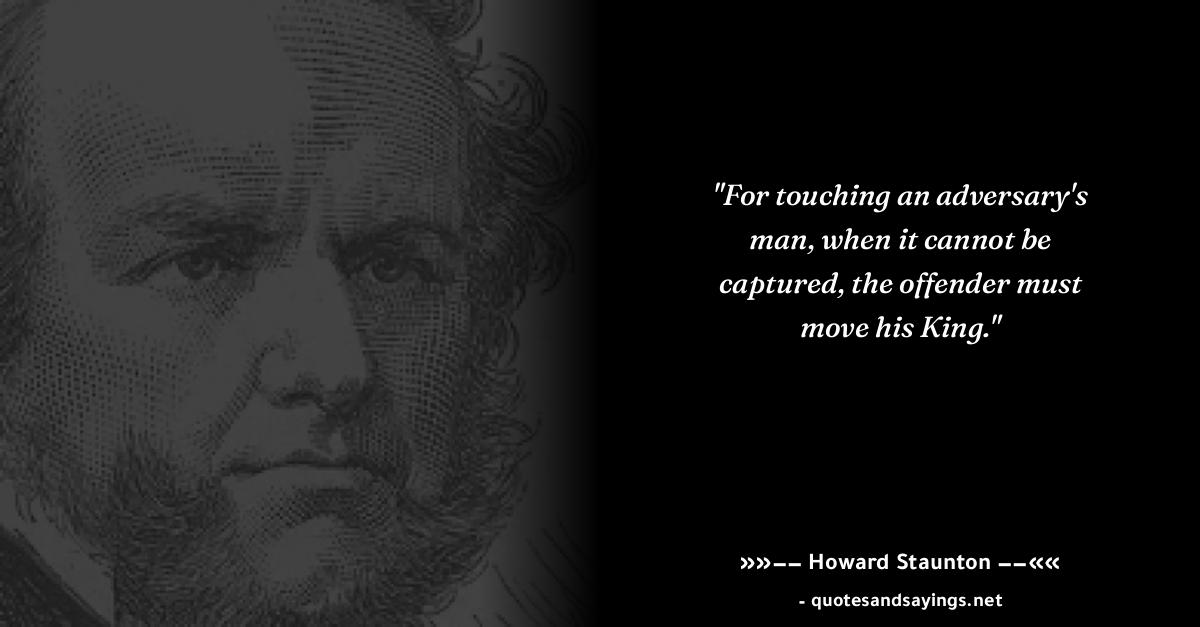 "For touching an adversary's
man, when it cannot be
captured, the offender must
move his King."
»»−− Howard Staunton −−««
- quotesandsayings.net